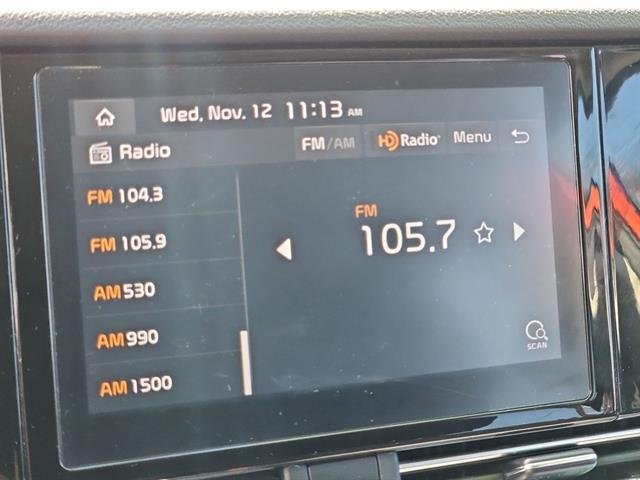 Wed, Nov. 12 11:13 AM
Radio FM/AM HD Radio® Menu
FM 104.3
FM 105.9
AM 530
AM 990
AM 1500
FM
105.7
SCAN